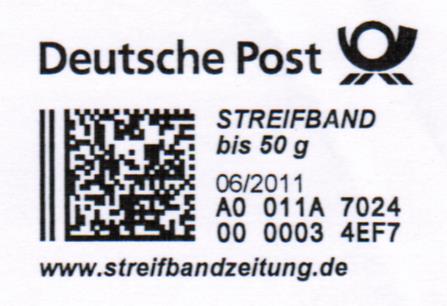 Deutsche Post
STREIFBAND
bis 50 g
06/2011
A0 011A 7024
00 0003 4EF7
www.streifbandzeitung.de